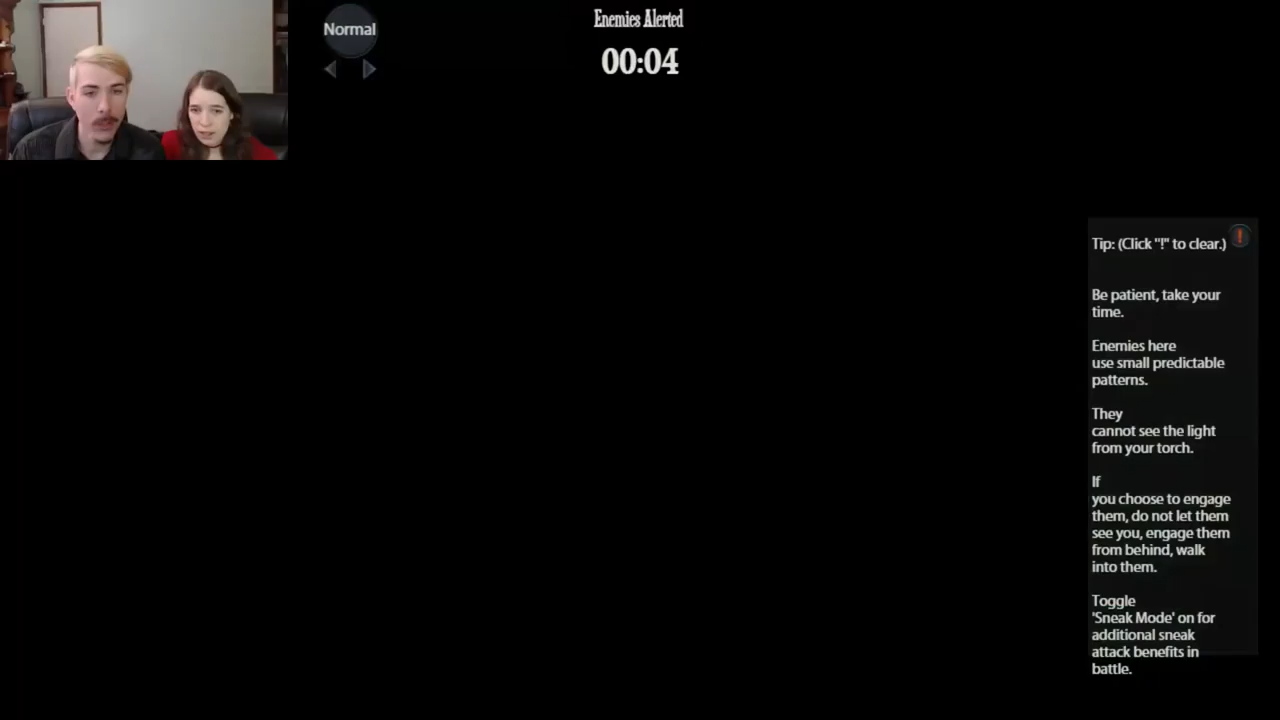 Normal
Enemies Alerted
00:04
Tip: (Click "!" to clear.)
!
Be patient, take your
time.
Enemies here
use small predictable
patterns.
They
cannot see the light
from your torch.
If
you choose to engage
them, do not let them
see you, engage them
from behind, walk
into them.
Toggle
'Sneak Mode' on for
additional sneak
attack benefits in
battle.